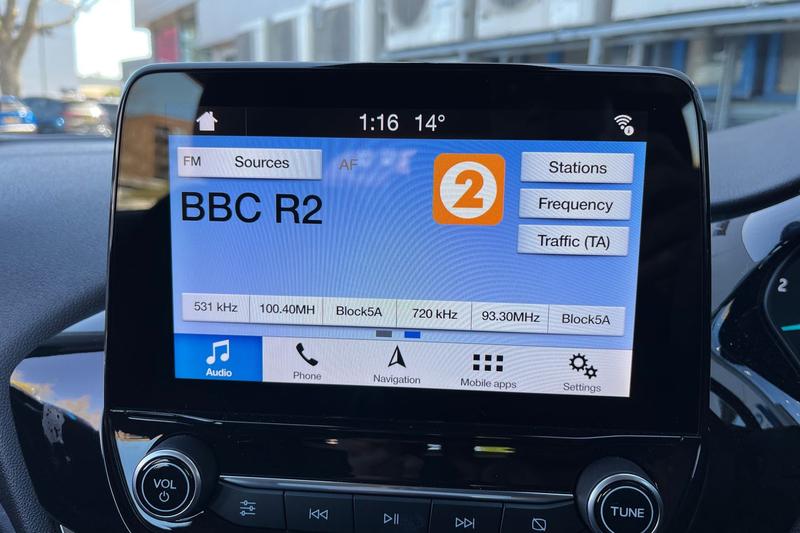 1:16 14°
FM Sources AF
2
Stations
BBC R2
Frequency
Traffic (TA)
531 kHz 100.40MH Block5A 720 kHz 93.30MHz Block5A
Audio Phone Navigation Mobile apps Settings
VOL
TUNE
2